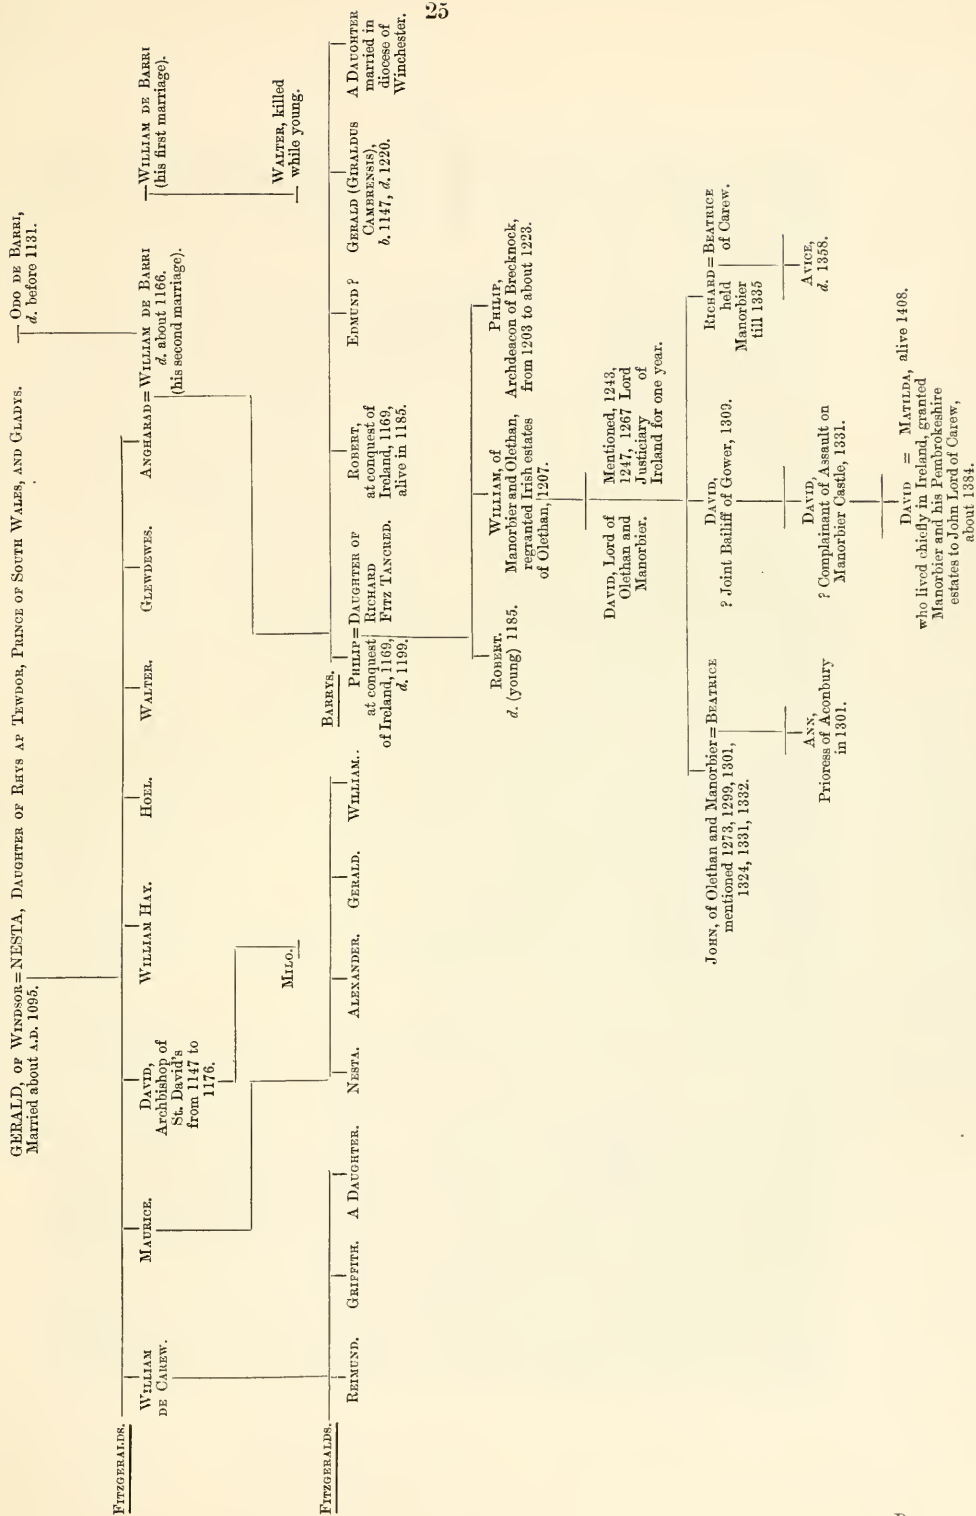 25
GERALD, OF WINDSOR = NESTA, DAUGHTER OF RHYS AP TEWDOR, PRINCE OF SOUTH WALES, AND GLADYS.
Married about A.D. 1095.
ODO DE BARRI,
d. before 1131.
FITZGERALDS.
WILLIAM
DE CAREW.
MAURICE.
DAVID,
Archbishop of
St. David's
from 1147 to
1176.
WILLIAM HAY.
HOEL.
WALTER.
GLEWDEWES.
ANGHARAD = WILLIAM DE BARRI
d. about 1166.
(his second marriage).
WILLIAM DE BARRI
(his first marriage).
MILO.
WALTER, killed
while young.
FITZGERALDS.
REIMUND.
GRIFFITH.
A DAUGHTER.
NESTA.
ALEXANDER.
GERALD.
WILLIAM.
BARRYS.
PHILIP = DAUGHTER OF
at conquest RICHARD
of Ireland, 1169, FITZ TANCRED.
d. 1199.
ROBERT,
at conquest of
Ireland, 1169,
alive in 1185.
EDMUND ?
GERALD (GIRALDUS
CAMBRENSIS),
b. 1147, d. 1220.
A DAUGHTER
married in
diocese of
Winchester.
ROBERT.
d. (young) 1185.
WILLIAM, of
Manorbier and Olethan,
regranted Irish estates
of Olethan, 1207.
PHILIP,
Archdeacon of Brecknock,
from 1203 to about 1223.
DAVID, Lord of
Olethan and
Manorbier.
Mentioned, 1243,
1247, 1267 Lord
Justiciary of
Ireland for one year.
JOHN, of Olethan and Manorbier = BEATRICE
mentioned 1273, 1299, 1301,
1324, 1331, 1332.
DAVID,
? Joint Bailiff of Gower, 1309.
RICHARD = BEATRICE
held of Carew.
Manorbier
till 1335
ANN,
Prioress of Aconbury
in 1301.
DAVID,
? Complainant of Assault on
Manorbier Castle, 1331.
AVICE,
d. 1358.
DAVID = MATILDA, alive 1408.
who lived chiefly in Ireland, granted
Manorbier and his Pembrokeshire
estates to John Lord of Carew,
about 1384.
D